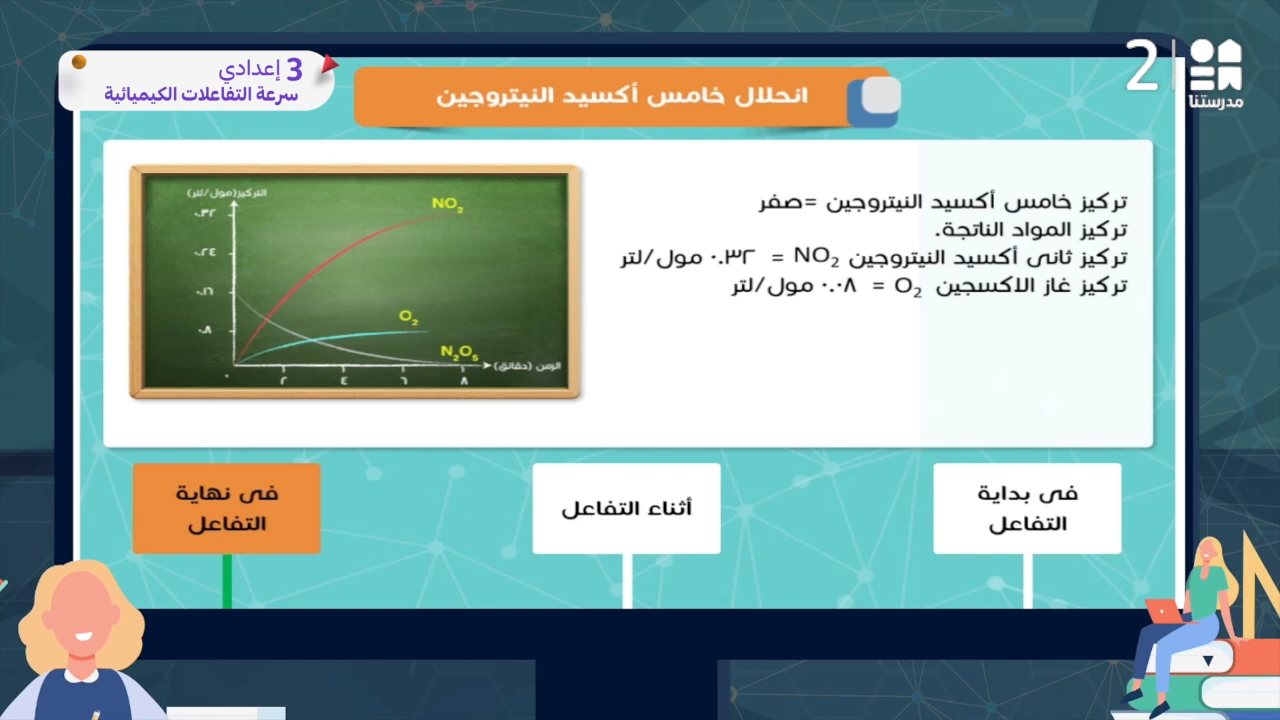 3 إعدادي
سرعة التفاعلات الكيميائية
2
مدرستنا
انحلال خامس أكسيد النيتروجين
تركيز خامس أكسيد النيتروجين =صفر
تركيز المواد الناتجة.
تركيز ثانى أكسيد النيتروجين NO₂ = ٠.٣٢ مول/لتر
تركيز غاز الاكسجين O₂ = ٠.٠٨ مول/لتر
التركيز(مول/لتر)
٠.٣٢
٠.٢٤
٠.١٦
٠.٨
NO₂
O₂
N₂O₅
الزمن (دقائق)
٠ ٢ ٤ ٦ ٨
فى بداية
التفاعل
أثناء التفاعل
فى نهاية
التفاعل